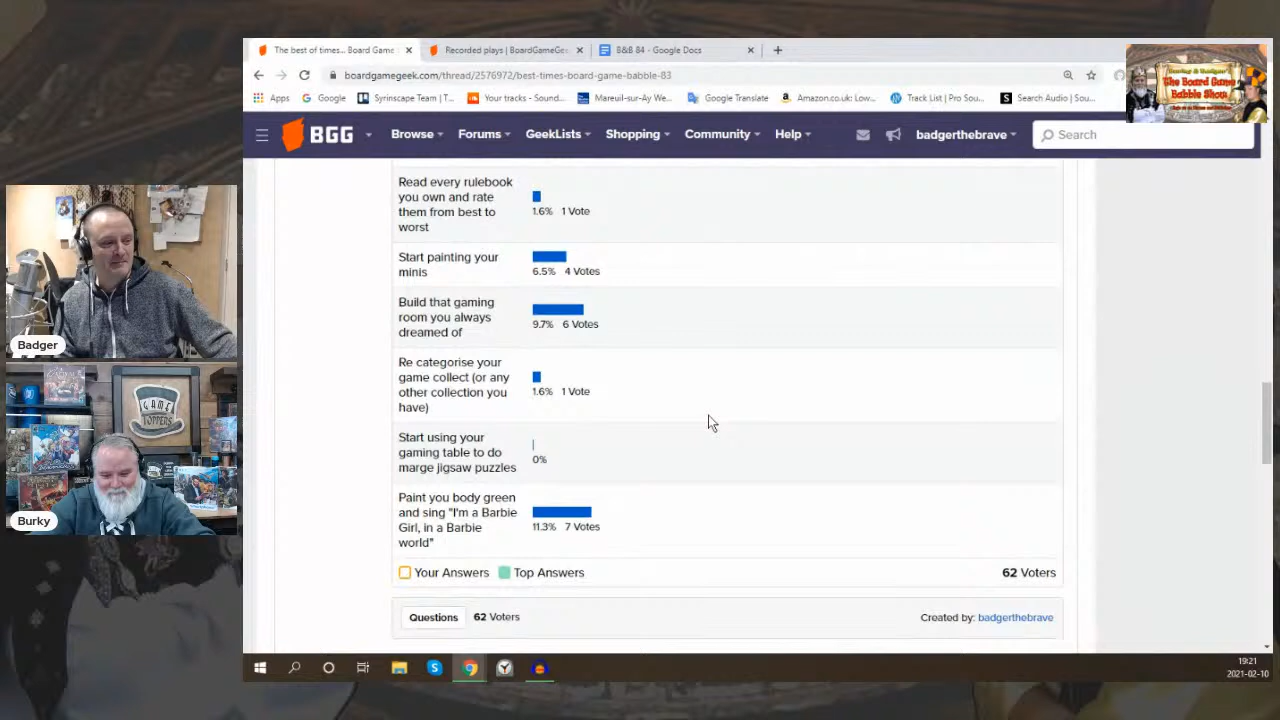 The best of times... Board Game
Recorded plays | BoardGameGe
B&B 84 - Google Docs
boardgamegeek.com/thread/2576972/best-times-board-game-babble-83
Apps
Google
Syrinscape Team | T...
Your tracks - Sound...
Mareuil-sur-Ay We...
Google Translate
Amazon.co.uk: Low...
Track List | Pro Sou...
Search Audio | Sou...
The Board Game
Babble Show
BGG
Browse
Forums
GeekLists
Shopping
Community
Help
badgerthebrave
Search
Read every rulebook
you own and rate
them from best to
worst
1.6% 1 Vote
Start painting your
minis
6.5% 4 Votes
Build that gaming
room you always
dreamed of
9.7% 6 Votes
Re categorise your
game collect (or any
other collection you
have)
1.6% 1 Vote
Start using your
gaming table to do
marge jigsaw puzzles
0%
Paint you body green
and sing "I'm a Barbie
Girl, in a Barbie
world"
11.3% 7 Votes
Your Answers
Top Answers
62 Voters
Questions
62 Voters
Created by: badgerthebrave
19:21
2021-02-10
Badger
GAME
TOPPERS
Burky